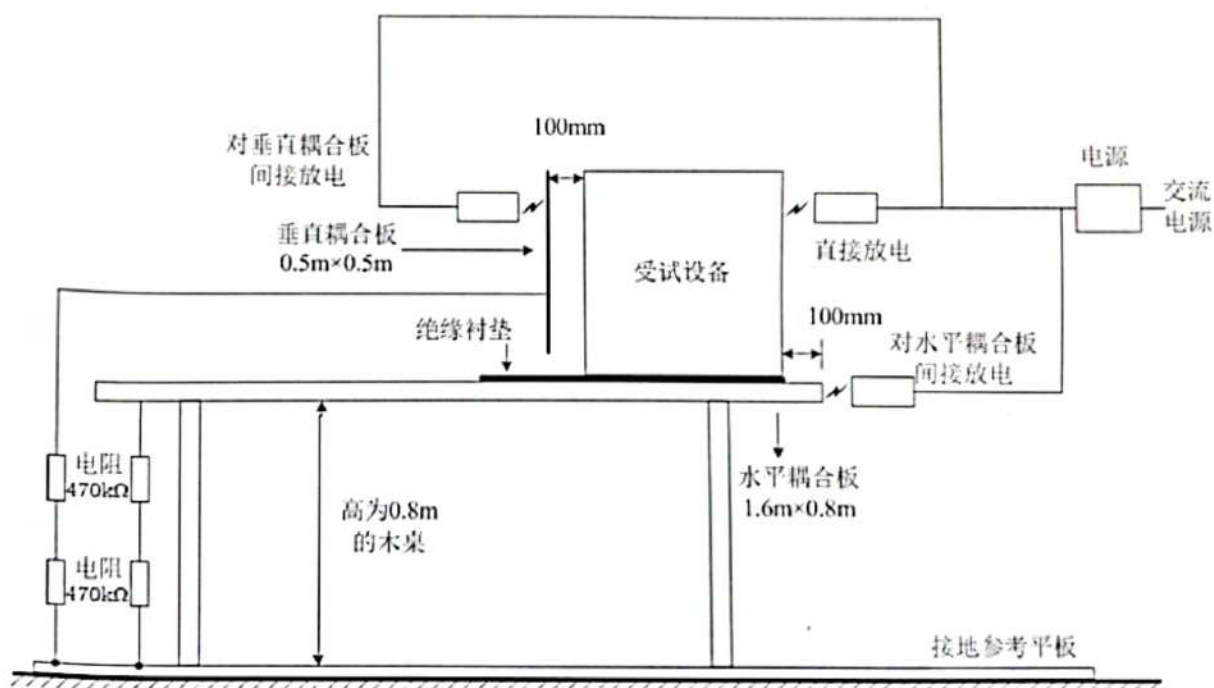 100mm
对垂直耦合板
间接放电
电源
交流
电源
垂直耦合板
0.5m×0.5m
直接放电
受试设备
绝缘衬垫
100mm
对水平耦合板
间接放电
电阻
470kΩ
水平耦合板
1.6m×0.8m
高为0.8m
的木桌
电阻
470kΩ
接地参考平板